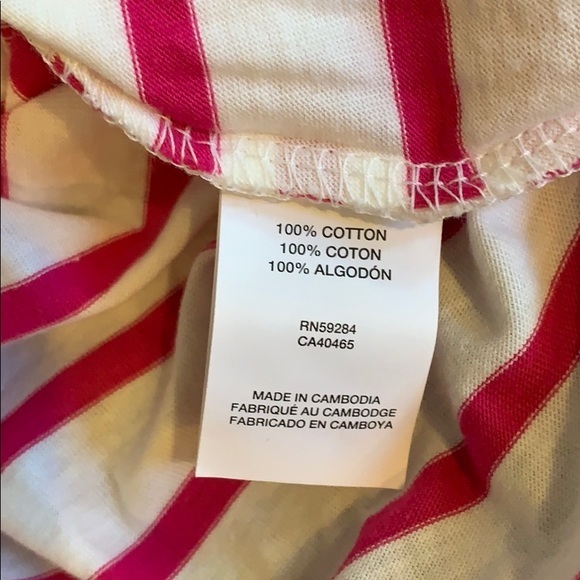 100% COTTON
100% COTON
100% ALGODÓN
RN59284
CA40465
MADE IN CAMBODIA
FABRIQUÉ AU CAMBODGE
FABRICADO EN CAMBOYA